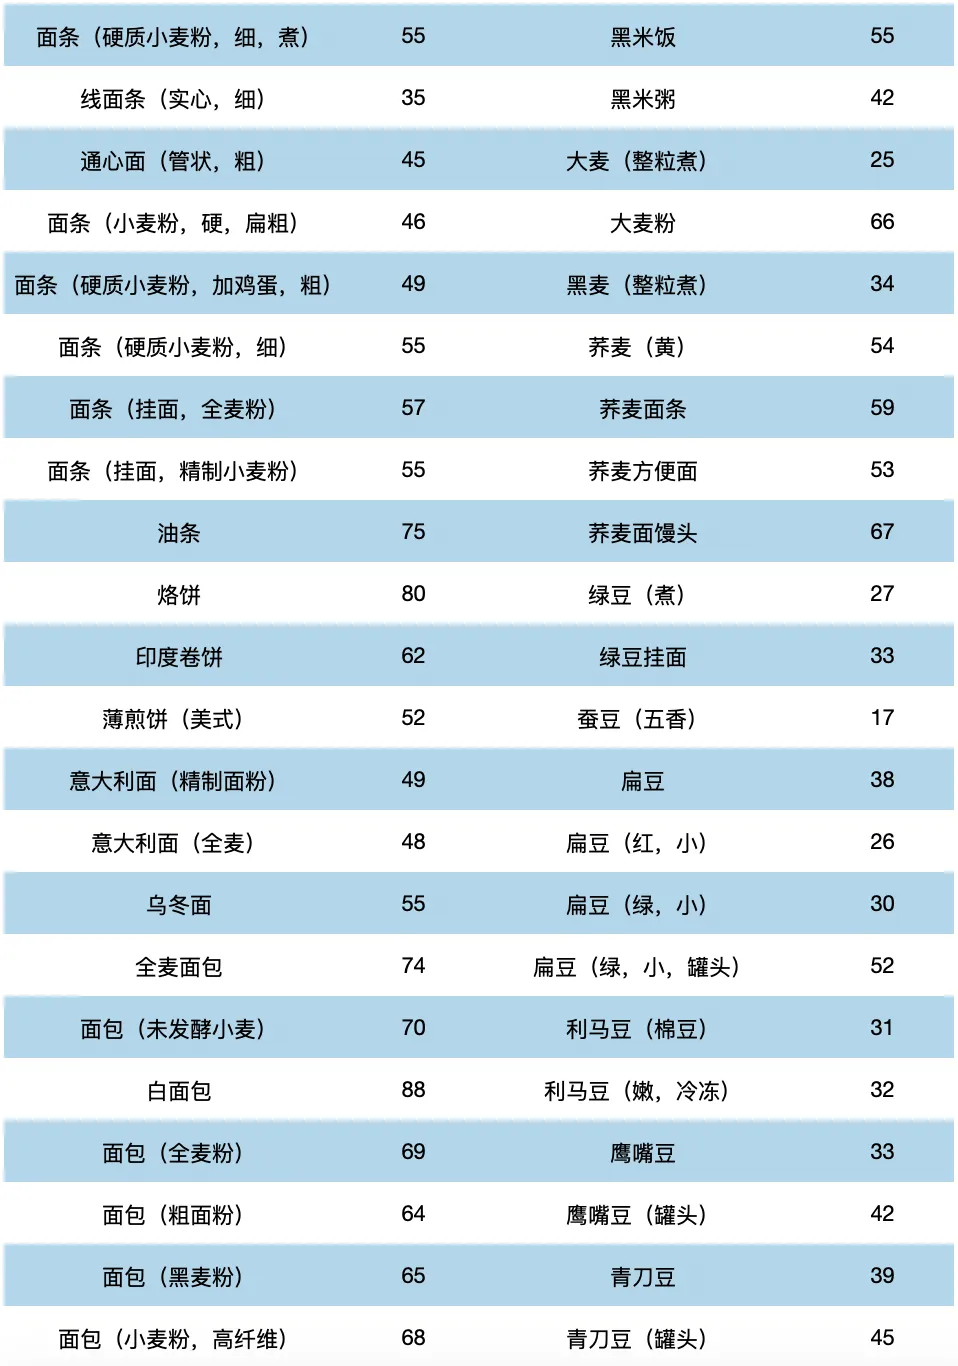 面条（硬质小麦粉，细，煮） 55 黑米饭 55
线面条（实心，细） 35 黑米粥 42
通心面（管状，粗） 45 大麦（整粒煮） 25
面条（小麦粉，硬，扁粗） 46 大麦粉 66
面条（硬质小麦粉，加鸡蛋，粗） 49 黑麦（整粒煮） 34
面条（硬质小麦粉，细） 55 荞麦（黄） 54
面条（挂面，全麦粉） 57 荞麦面条 59
面条（挂面，精制小麦粉） 55 荞麦方便面 53
油条 75 荞麦面馒头 67
烙饼 80 绿豆（煮） 27
印度卷饼 62 绿豆挂面 33
薄煎饼（美式） 52 蚕豆（五香） 17
意大利面（精制面粉） 49 扁豆 38
意大利面（全麦） 48 扁豆（红，小） 26
乌冬面 55 扁豆（绿，小） 30
全麦面包 74 扁豆（绿，小，罐头） 52
面包（未发酵小麦） 70 利马豆（棉豆） 31
白面包 88 利马豆（嫩，冷冻） 32
面包（全麦粉） 69 鹰嘴豆 33
面包（粗面粉） 64 鹰嘴豆（罐头） 42
面包（黑麦粉） 65 青刀豆 39
面包（小麦粉，高纤维） 68 青刀豆（罐头） 45